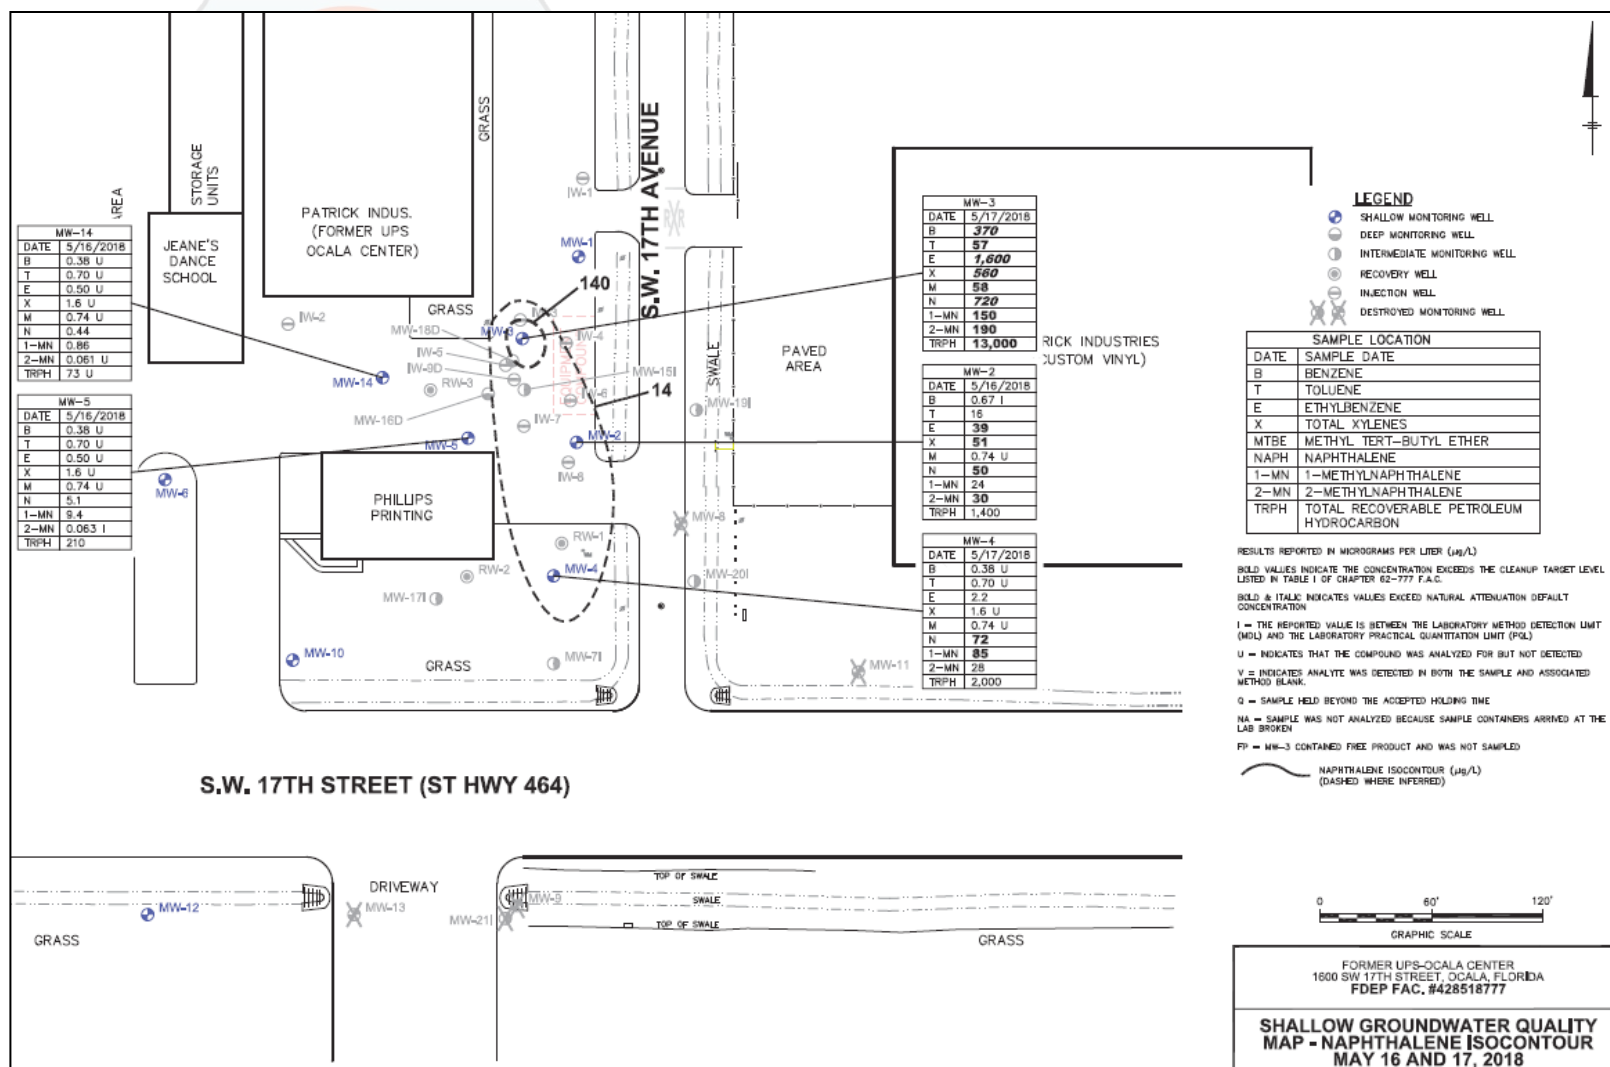 GRASS
S.W. 17TH AVENUE
STORAGE
UNITS
AREA
PATRICK INDUS.
(FORMER UPS
OCALA CENTER)
JEANE'S
DANCE
SCHOOL
IW-1
RXR
MW-1
140
GRASS
IW-3
IW-2
MW-18D
MW-3
IW-4
IW-5
IW-9D
MW-15I
MW-14
RW-3
IW-6
14
MW-16D
IW-7
MW-19I
MW-5
MW-2
IW-8
EQUIPMENT
COMPOUND
SWALE
PAVED
AREA
RICK INDUSTRIES
CUSTOM VINYL)
MW-6
PHILLIPS
PRINTING
MW-8
RW-1
RW-2
MW-4
MW-20I
MW-17I
MW-10
GRASS
MW-7I
MW-11
MW-14
DATE 5/16/2018
B 0.38 U
T 0.70 U
E 0.50 U
X 1.6 U
M 0.74 U
N 0.44
1-MN 0.86
2-MN 0.061 U
TRPH 73 U
MW-5
DATE 5/16/2018
B 0.38 U
T 0.70 U
E 0.50 U
X 1.6 U
M 0.74 U
N 5.1
1-MN 9.4
2-MN 0.063 I
TRPH 210
MW-3
DATE 5/17/2018
B 370
T 57
E 1,600
X 560
M 58
N 720
1-MN 150
2-MN 190
TRPH 13,000
MW-2
DATE 5/16/2018
B 0.67 I
T 16
E 39
X 51
M 0.74 U
N 50
1-MN 24
2-MN 30
TRPH 1,400
MW-4
DATE 5/17/2018
B 0.38 U
T 0.70 U
E 2.2
X 1.6 U
M 0.74 U
N 72
1-MN 85
2-MN 28
TRPH 2,000
S.W. 17TH STREET (ST HWY 464)
DRIVEWAY
MW-12
MW-13
MW-21I
MW-9
TOP OF SWALE
SWALE
TOP OF SWALE
GRASS
GRASS
LEGEND
SHALLOW MONITORING WELL
DEEP MONITORING WELL
INTERMEDIATE MONITORING WELL
RECOVERY WELL
INJECTION WELL
DESTROYED MONITORING WELL
SAMPLE LOCATION
DATE SAMPLE DATE
B BENZENE
T TOLUENE
E ETHYLBENZENE
X TOTAL XYLENES
MTBE METHYL TERT-BUTYL ETHER
NAPH NAPHTHALENE
1-MN 1-METHYLNAPHTHALENE
2-MN 2-METHYLNAPHTHALENE
TRPH TOTAL RECOVERABLE PETROLEUM
HYDROCARBON
RESULTS REPORTED IN MICROGRAMS PER LITER (µg/L)
BOLD VALUES INDICATE THE CONCENTRATION EXCEEDS THE CLEANUP TARGET LEVEL
LISTED IN TABLE I OF CHAPTER 62-777 F.A.C.
BOLD & ITALIC INDICATES VALUES EXCEED NATURAL ATTENUATION DEFAULT
CONCENTRATION
I = THE REPORTED VALUE IS BETWEEN THE LABORATORY METHOD DETECTION LIMIT
(MDL) AND THE LABORATORY PRACTICAL QUANTITATION LIMIT (PQL)
U = INDICATES THAT THE COMPOUND WAS ANALYZED FOR BUT NOT DETECTED
V = INDICATES ANALYTE WAS DETECTED IN BOTH THE SAMPLE AND ASSOCIATED
METHOD BLANK.
Q = SAMPLE HELD BEYOND THE ACCEPTED HOLDING TIME
NA = SAMPLE WAS NOT ANALYZED BECAUSE SAMPLE CONTAINERS ARRIVED AT THE
LAB BROKEN
FP = MW-3 CONTAINED FREE PRODUCT AND WAS NOT SAMPLED
NAPHTHALENE ISOCONTOUR (µg/L)
(DASHED WHERE INFERRED)
0 60' 120'
GRAPHIC SCALE
FORMER UPS-OCALA CENTER
1600 SW 17TH STREET, OCALA, FLORIDA
FDEP FAC. #428518777
SHALLOW GROUNDWATER QUALITY
MAP - NAPHTHALENE ISOCONTOUR
MAY 16 AND 17, 2018